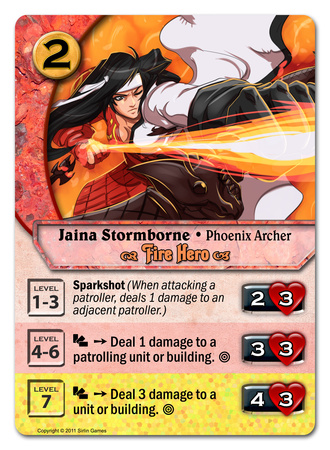 2
Jaina Stormborne • Phoenix Archer
Fire Hero
LEVEL
1-3
Sparkshot (When attacking a
patroller, deals 1 damage to an
adjacent patroller.)
2 3
LEVEL
4-6
→ Deal 1 damage to a
patrolling unit or building.
3 3
LEVEL
7
→ Deal 3 damage to a
unit or building.
4 3
Copyright © 2011 Sirlin Games